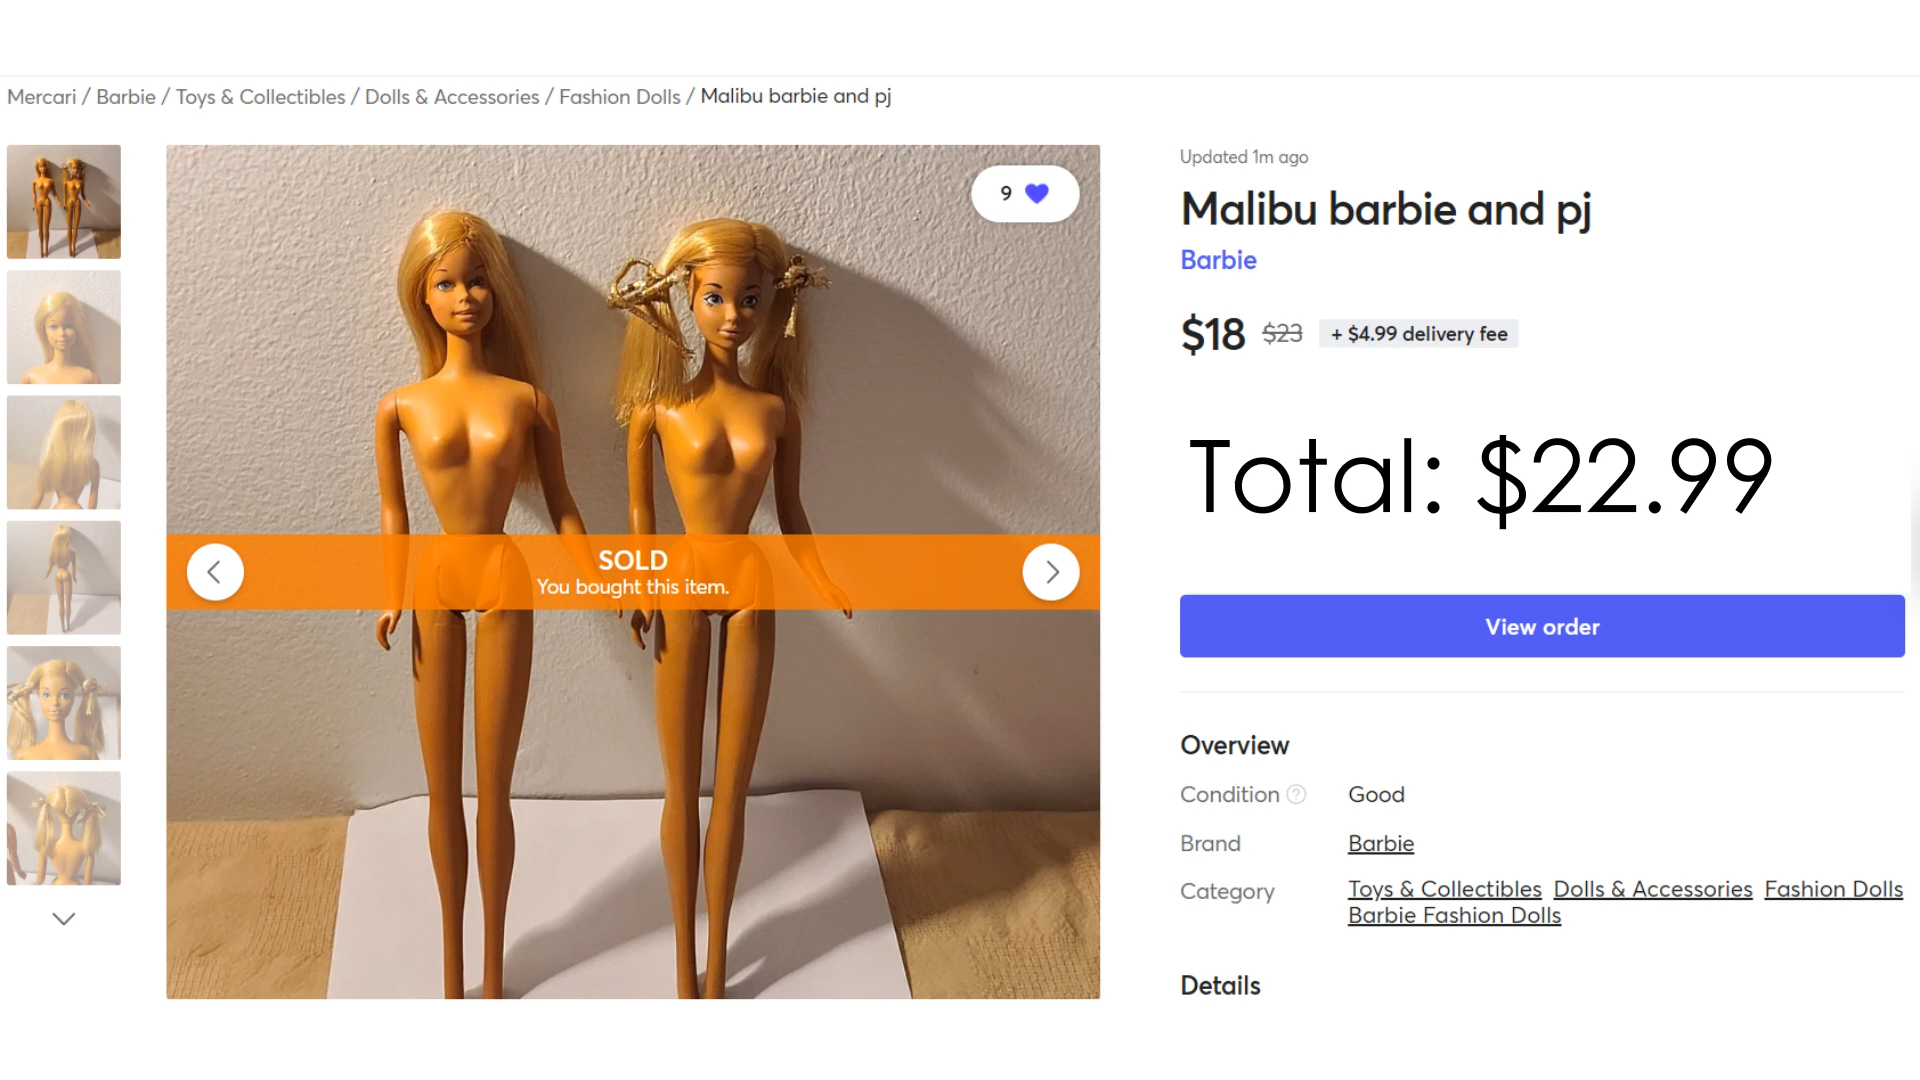 Mercari / Barbie / Toys & Collectibles / Dolls & Accessories / Fashion Dolls / Malibu barbie and pj
9
SOLD
You bought this item.
Updated 1m ago
Malibu barbie and pj
Barbie
$18 $23 + $4.99 delivery fee
Total: $22.99
View order
Overview
Condition ? Good
Brand Barbie
Category Toys & Collectibles Dolls & Accessories Fashion Dolls
Barbie Fashion Dolls
Details